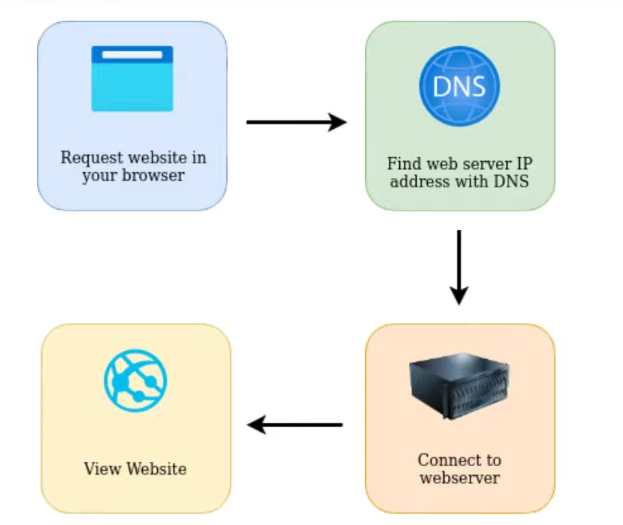 Request website in
your browser
DNS
Find web server IP
address with DNS
View Website
Connect to
webserver